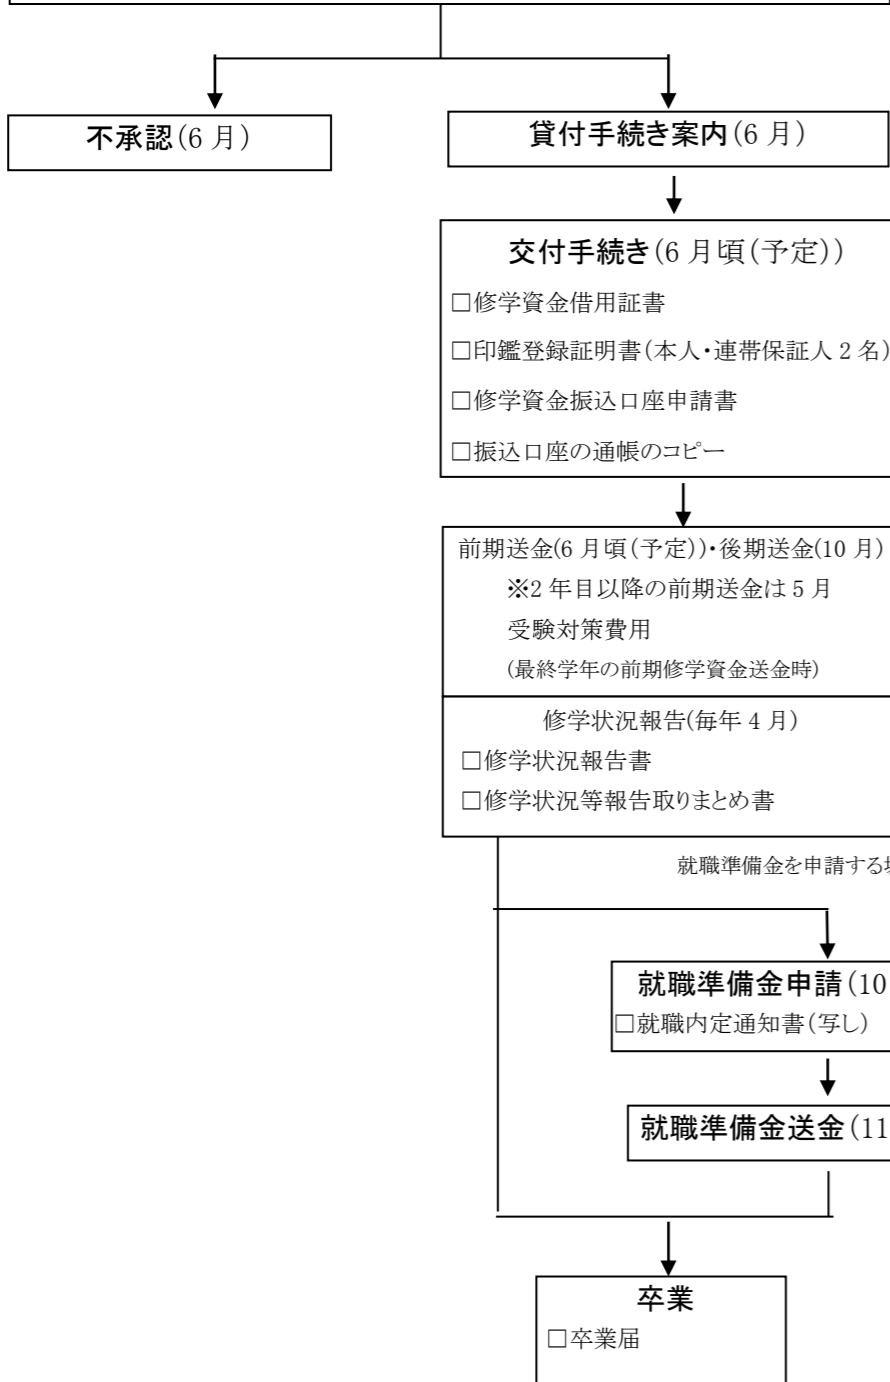 不承認(6月)
貸付手続き案内(6月)
交付手続き(6月頃(予定))
□修学資金借用証書
□印鑑登録証明書(本人・連帯保証人2名)
□修学資金振込口座申請書
□振込口座の通帳のコピー
前期送金(6月頃(予定))・後期送金(10月)
※2年目以降の前期送金は5月
受験対策費用
(最終学年の前期修学資金送金時)
修学状況報告(毎年4月)
□修学状況報告書
□修学状況等報告取りまとめ書
就職準備金を申請する
就職準備金申請(10
□就職内定通知書(写し)
就職準備金送金(11
卒業
□卒業届